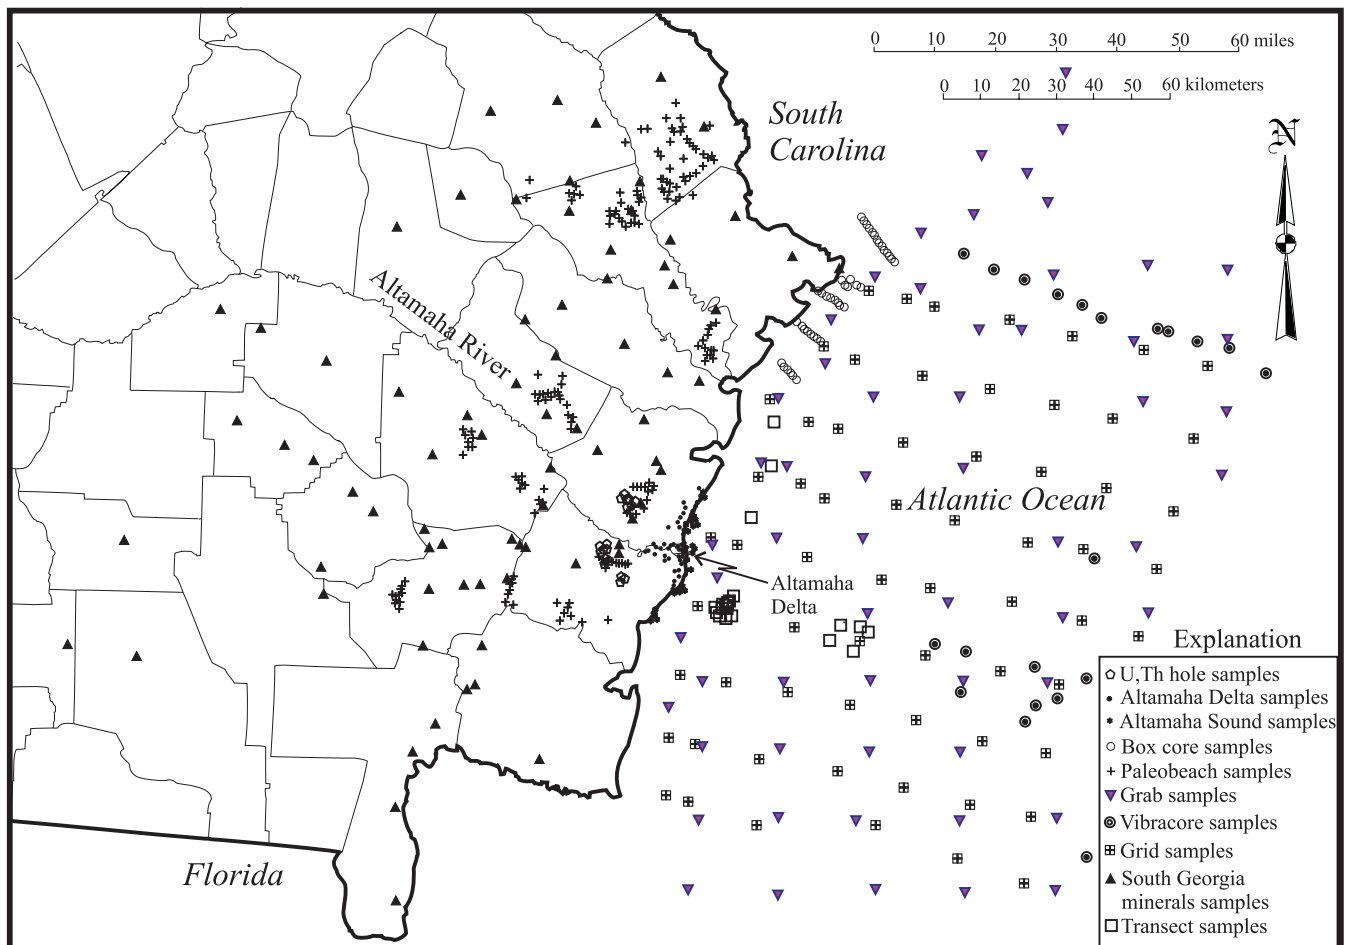 0 10 20 30 40 50 60 miles
0 10 20 30 40 50 60 kilometers
South
Carolina
N
Altamaha River
Atlantic Ocean
Altamaha
Delta
Florida
Explanation
U,Th hole samples
Altamaha Delta samples
Altamaha Sound samples
Box core samples
Paleobeach samples
Grab samples
Vibracore samples
Grid samples
South Georgia
minerals samples
Transect samples